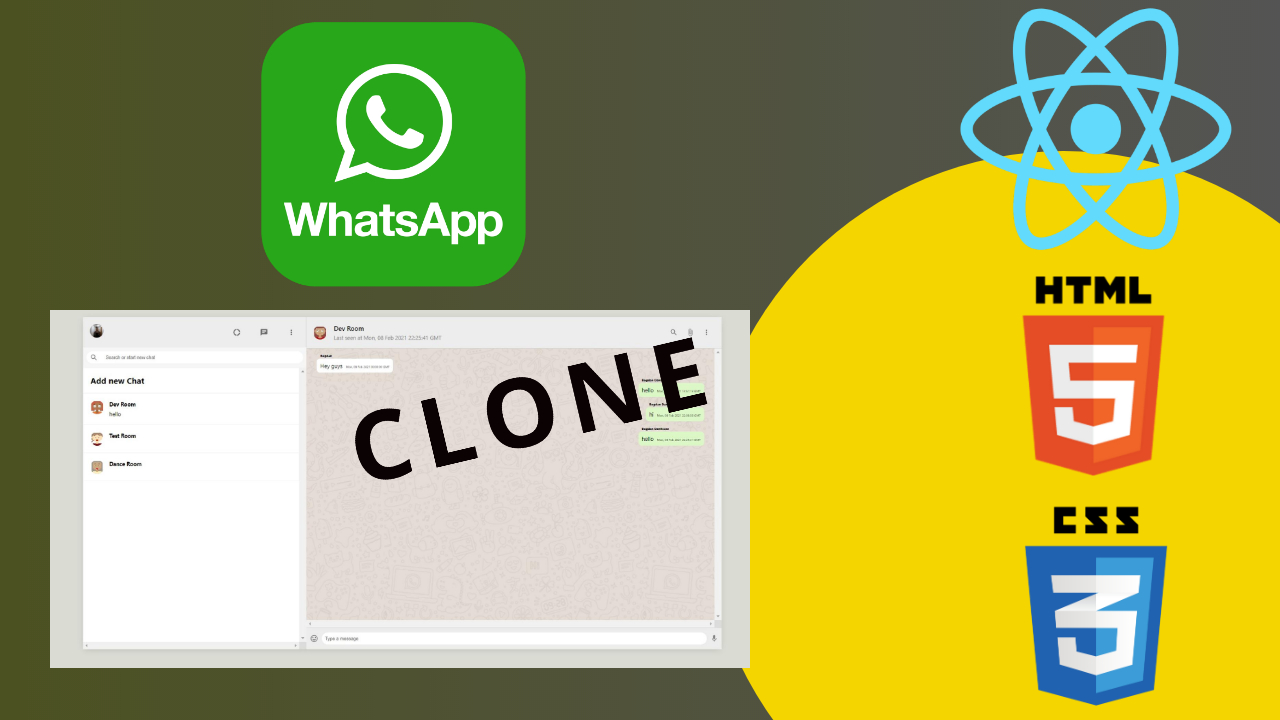 WhatsApp
HTML
5
CSS
3
CLONE
Search or start new chat
Add new Chat
Dev Room
hello
Test Room
Dance Room
Dev Room
Last seen at Mon, 08 Feb 2021 22:25:41 GMT
Hey guys
hello
hi
hello
Type a message